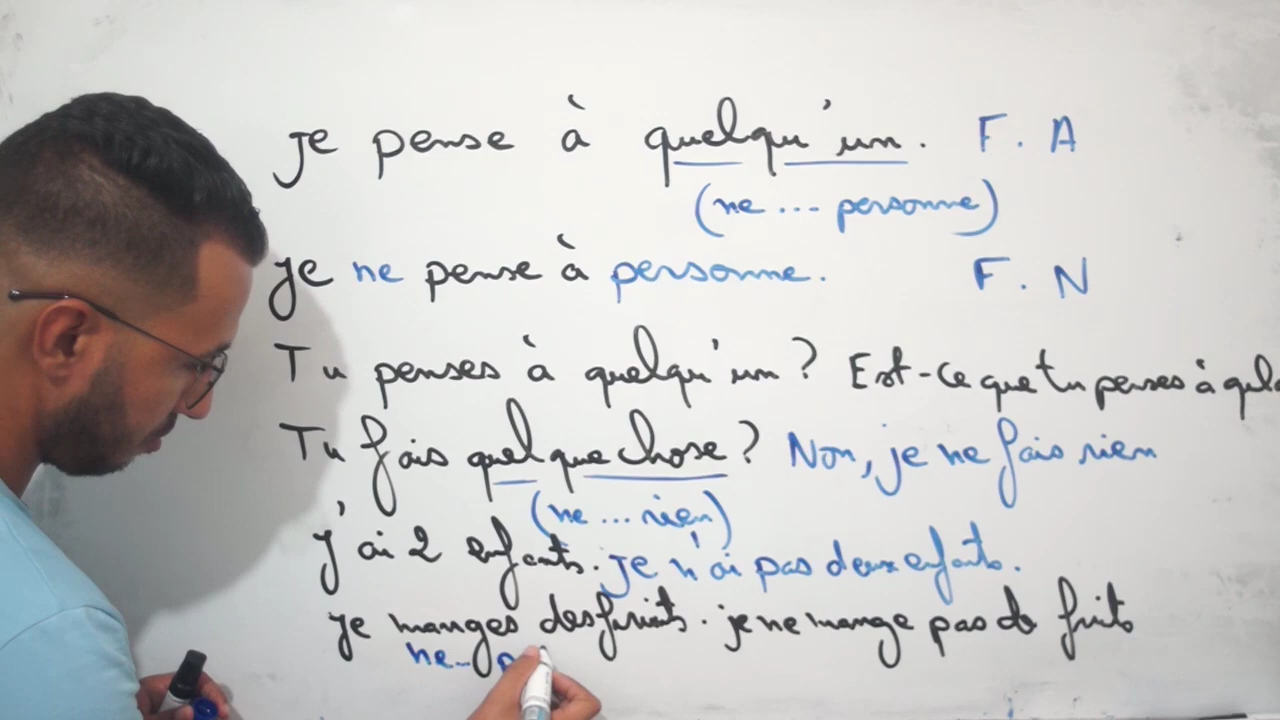 Je pense à quelqu'un. F. A
(ne ... personne)
Je ne pense à personne. F. N
Tu penses à quelqu'un ? Est-ce que tu penses à
Tu fais quelque chose ? Non, je ne fais rien
(ne ... rien)
J'ai 2 enfants. Je n'ai pas deux enfants.
Je manges des fruits. je ne mange pas de fruits
ne